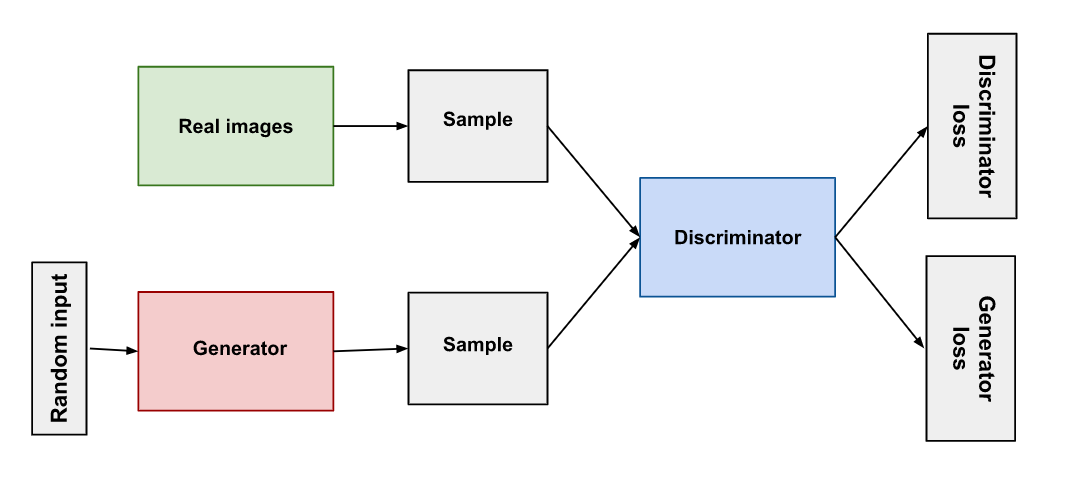 Real images
Sample
Discriminator
loss
Discriminator
Random input
Generator
Sample
Generator
loss